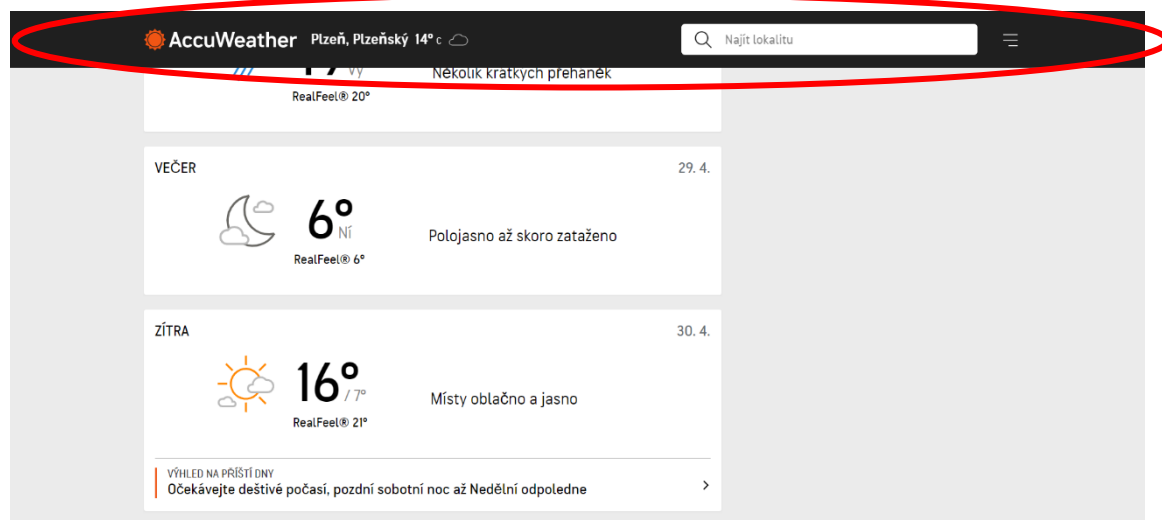 AccuWeather Plzeň, Plzeňský 14° C Najít lokalitu
Několik krátkých přeháněk
RealFeel® 20°
VEČER 29. 4.
6° Ní
Polojasno až skoro zataženo
RealFeel® 6°
ZÍTRA 30. 4.
16° / 7°
Místy oblačno a jasno
RealFeel® 21°
VÝHLED NA PŘÍŠTÍ DNY
Očekávejte deštivé počasí, pozdní sobotní noc až Nedělní odpoledne